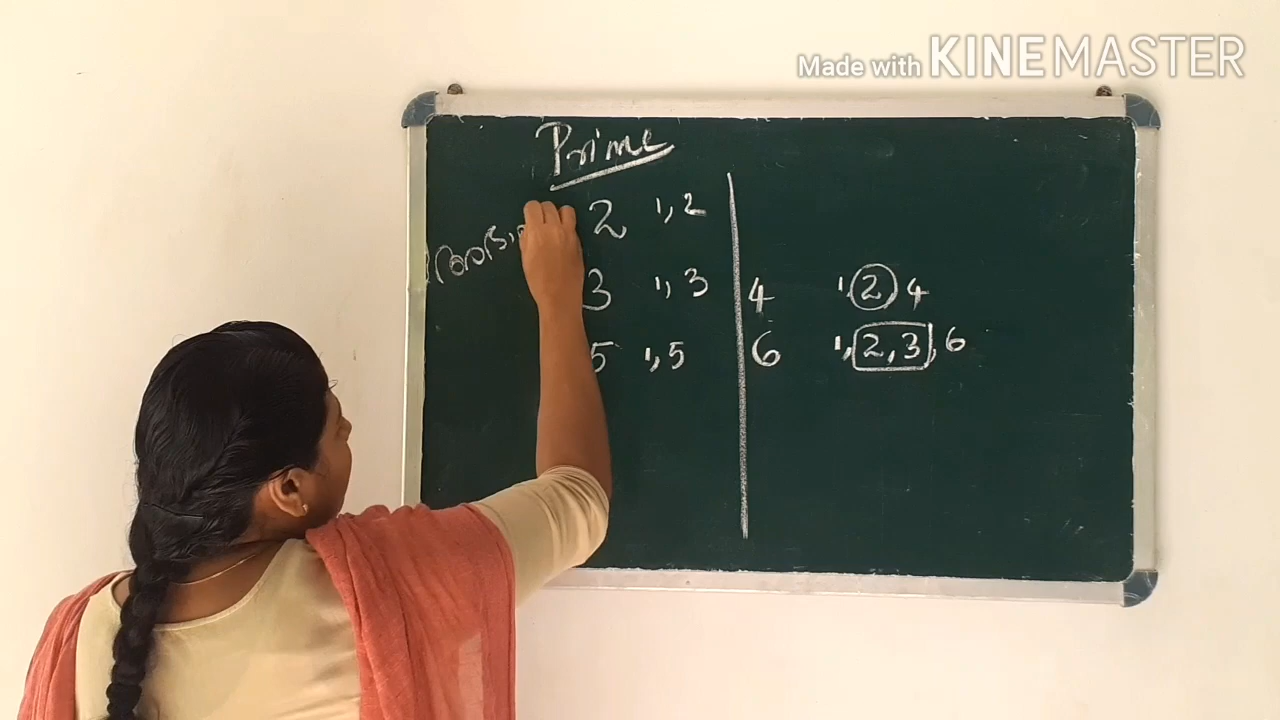 Made with KINEMASTER
Prime
2 1, 2
3 1, 3 4 1, 2, 4
5 1, 5 6 1, 2, 3, 6